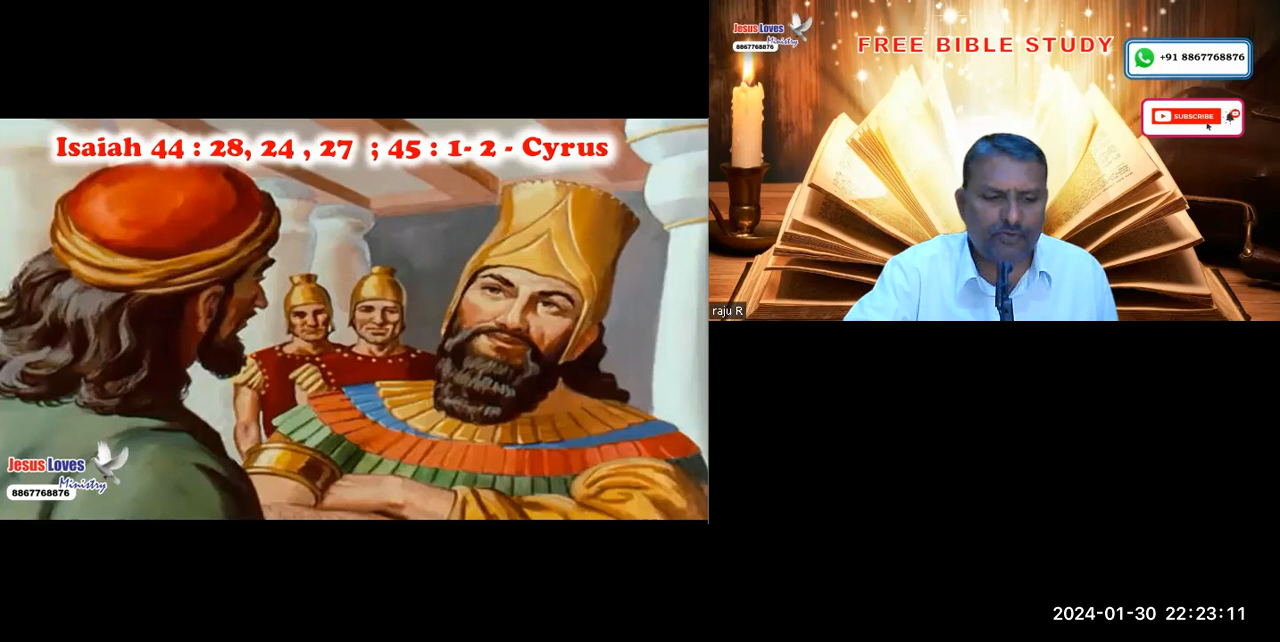 Isaiah 44 : 28, 24 , 27 ; 45 : 1- 2 - Cyrus
Jesus Loves
Ministry
8867768876
Jesus Loves
Ministry
8867768876
FREE BIBLE STUDY
+91 8867768876
SUBSCRIBE
raju R
2024-01-30 22:23:11